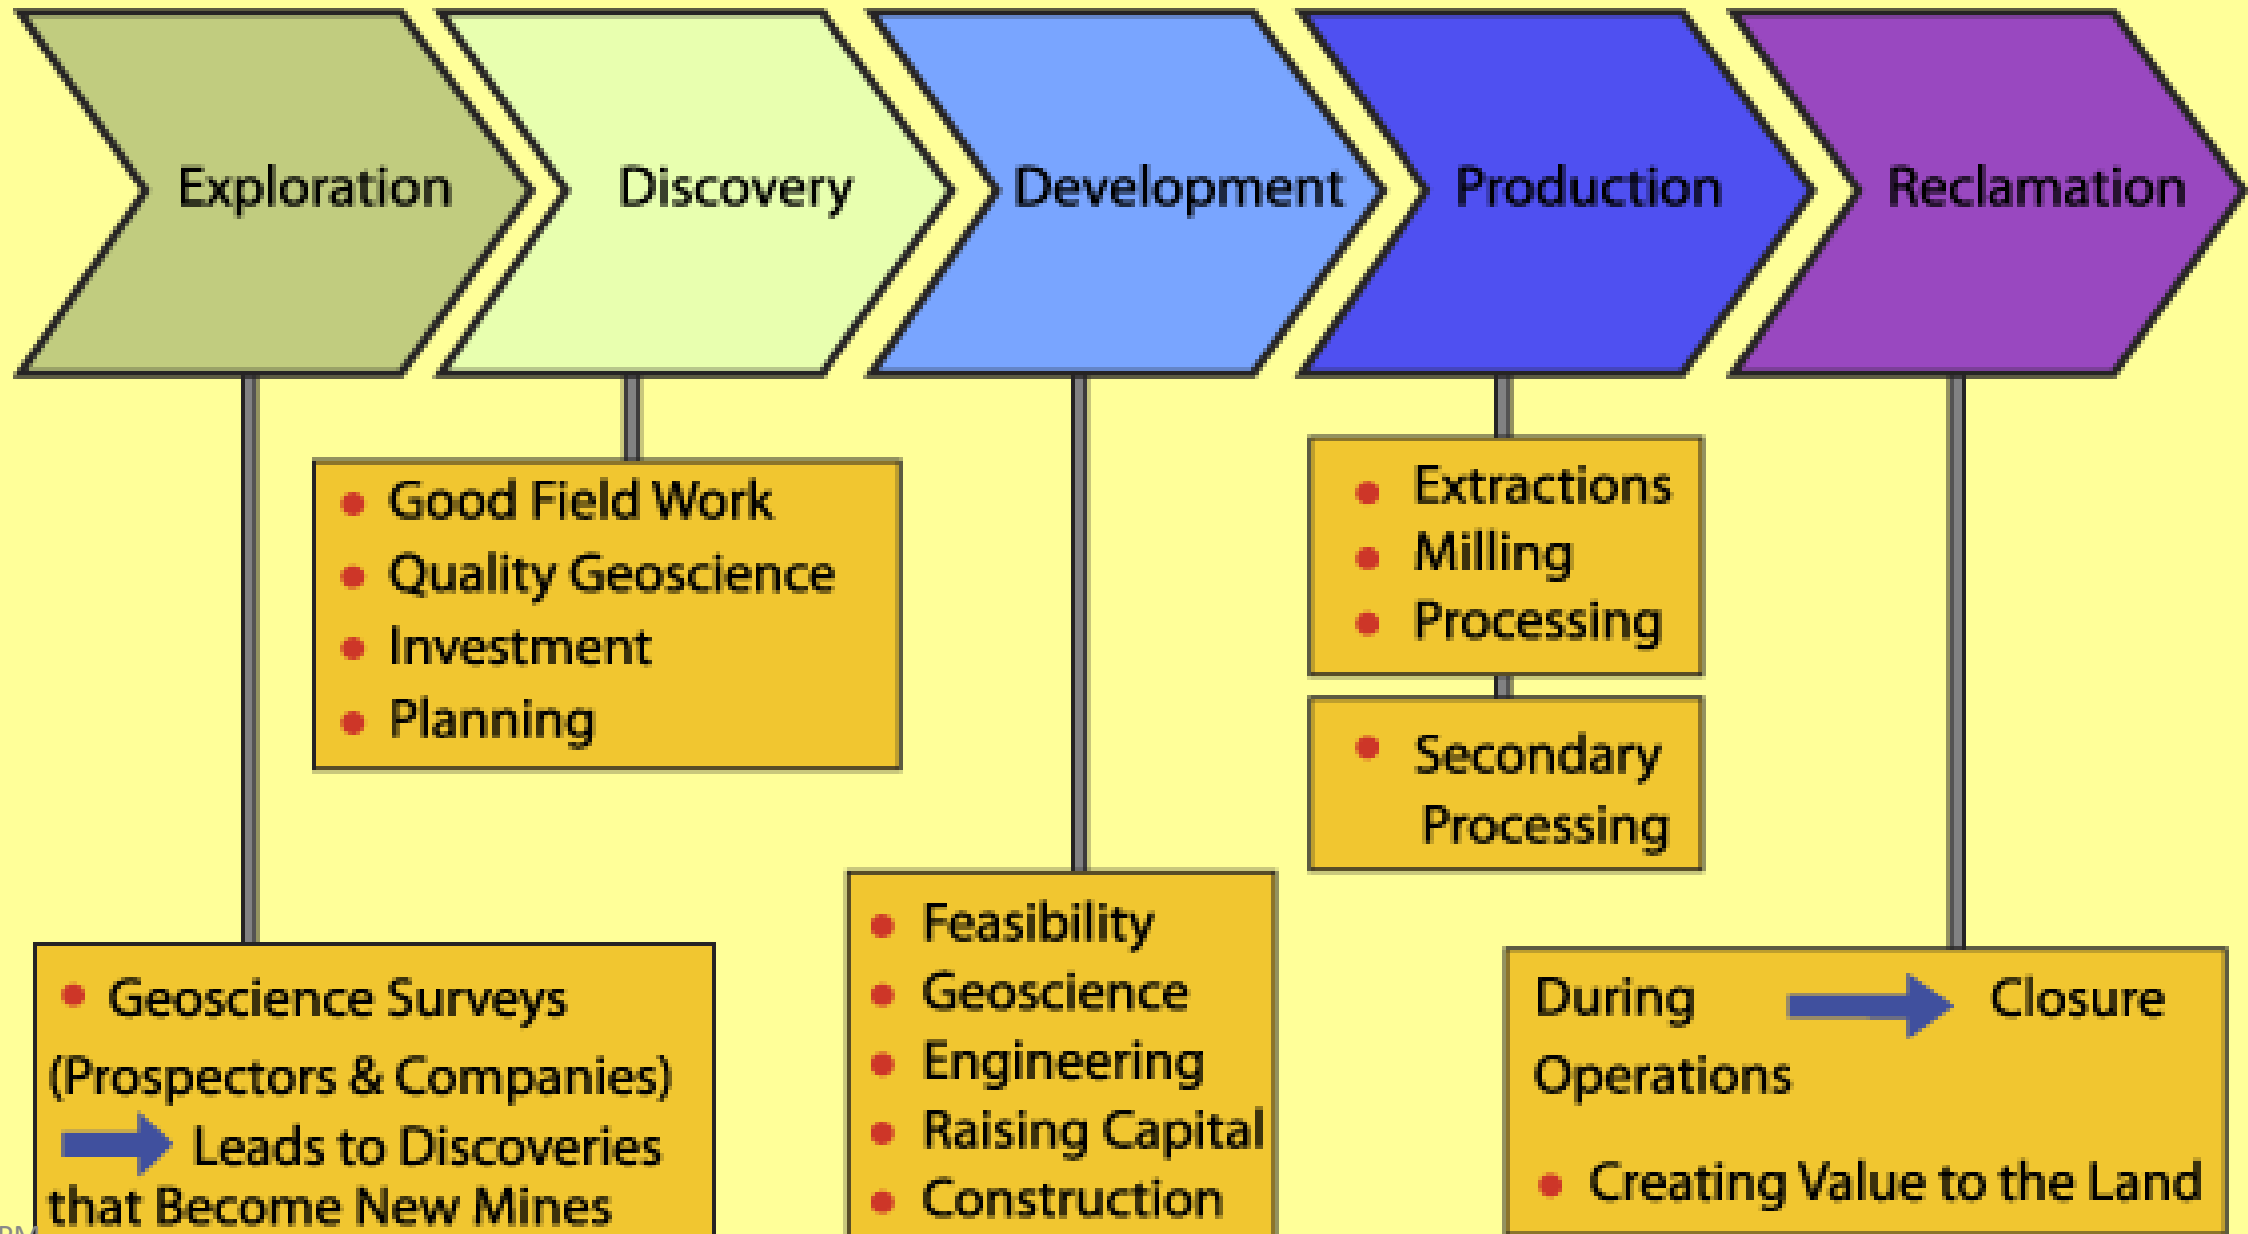 Exploration
Discovery
Development
Production
Reclamation
Good Field Work
Quality Geoscience
Investment
Planning
Extractions
Milling
Processing
Secondary
Processing
Feasibility
Geoscience
Engineering
Raising Capital
Construction
Geoscience Surveys
(Prospectors & Companies)
Leads to Discoveries
that Become New Mines
During Closure
Operations
Creating Value to the Land